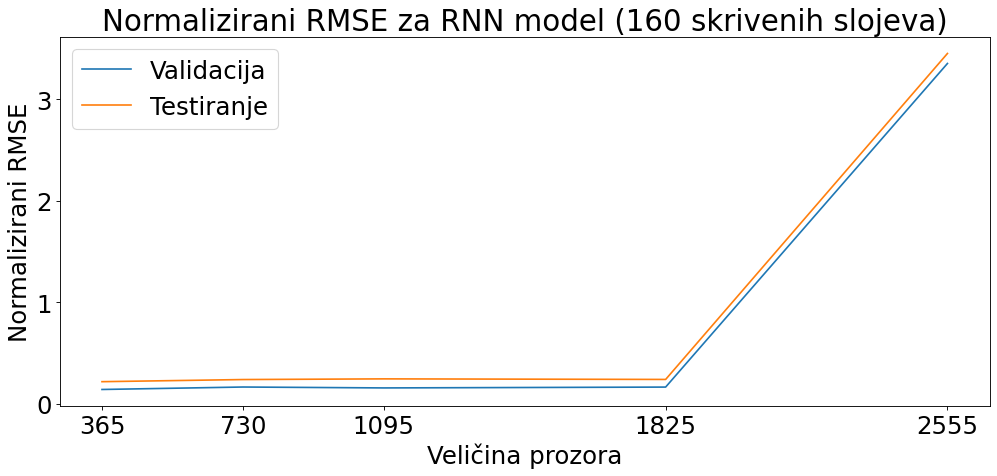 Normalizirani RMSE za RNN model (160 skrivenih slojeva)
Validacija
Testiranje
Normalizirani RMSE
3
2
1
0
365 730 1095 1825 2555
Veličina prozora